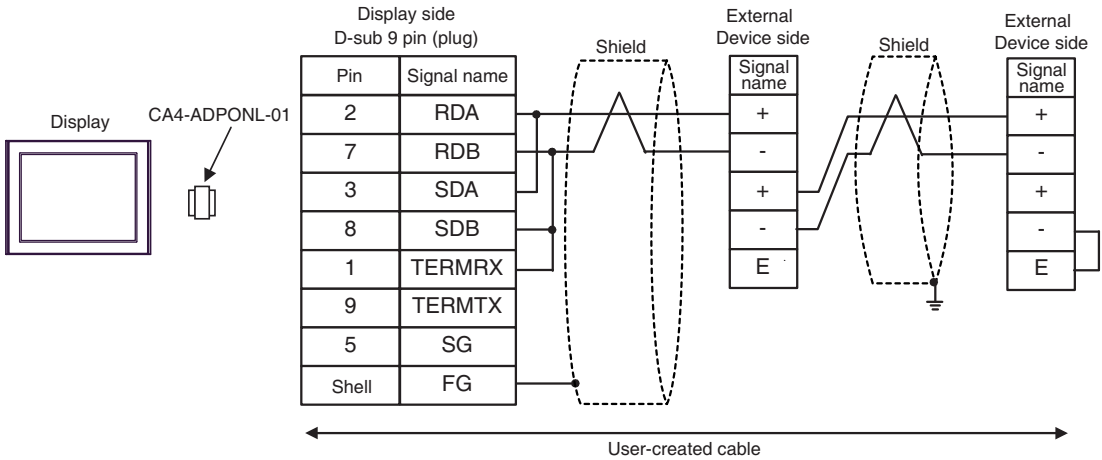 Display side
D-sub 9 pin (plug)
External
Device side
External
Device side
Shield
Shield
Pin
Signal name
Signal
name
Signal
name
Display
CA4-ADPONL-01
2
RDA
+
+
7
RDB
-
-
3
SDA
+
+
8
SDB
-
-
1
TERMRX
E
E
9
TERMTX
5
SG
Shell
FG
User-created cable